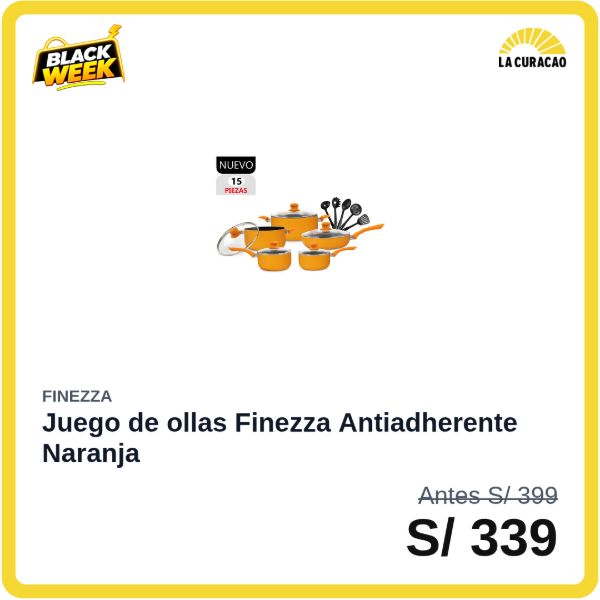 BLACK
WEEK
LA CURACAO
NUEVO
15
PIEZAS
FINEZZA
Juego de ollas Finezza Antiadherente
Naranja
Antes S/ 399
S/ 339